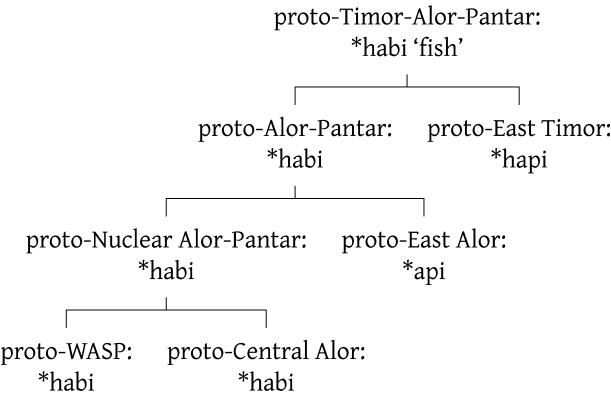 proto-Timor-Alor-Pantar:
*habi ‘fish’
proto-Alor-Pantar:
*habi
proto-East Timor:
*hapi
proto-Nuclear Alor-Pantar:
*habi
proto-East Alor:
*api
proto-WASP:
*habi
proto-Central Alor:
*habi